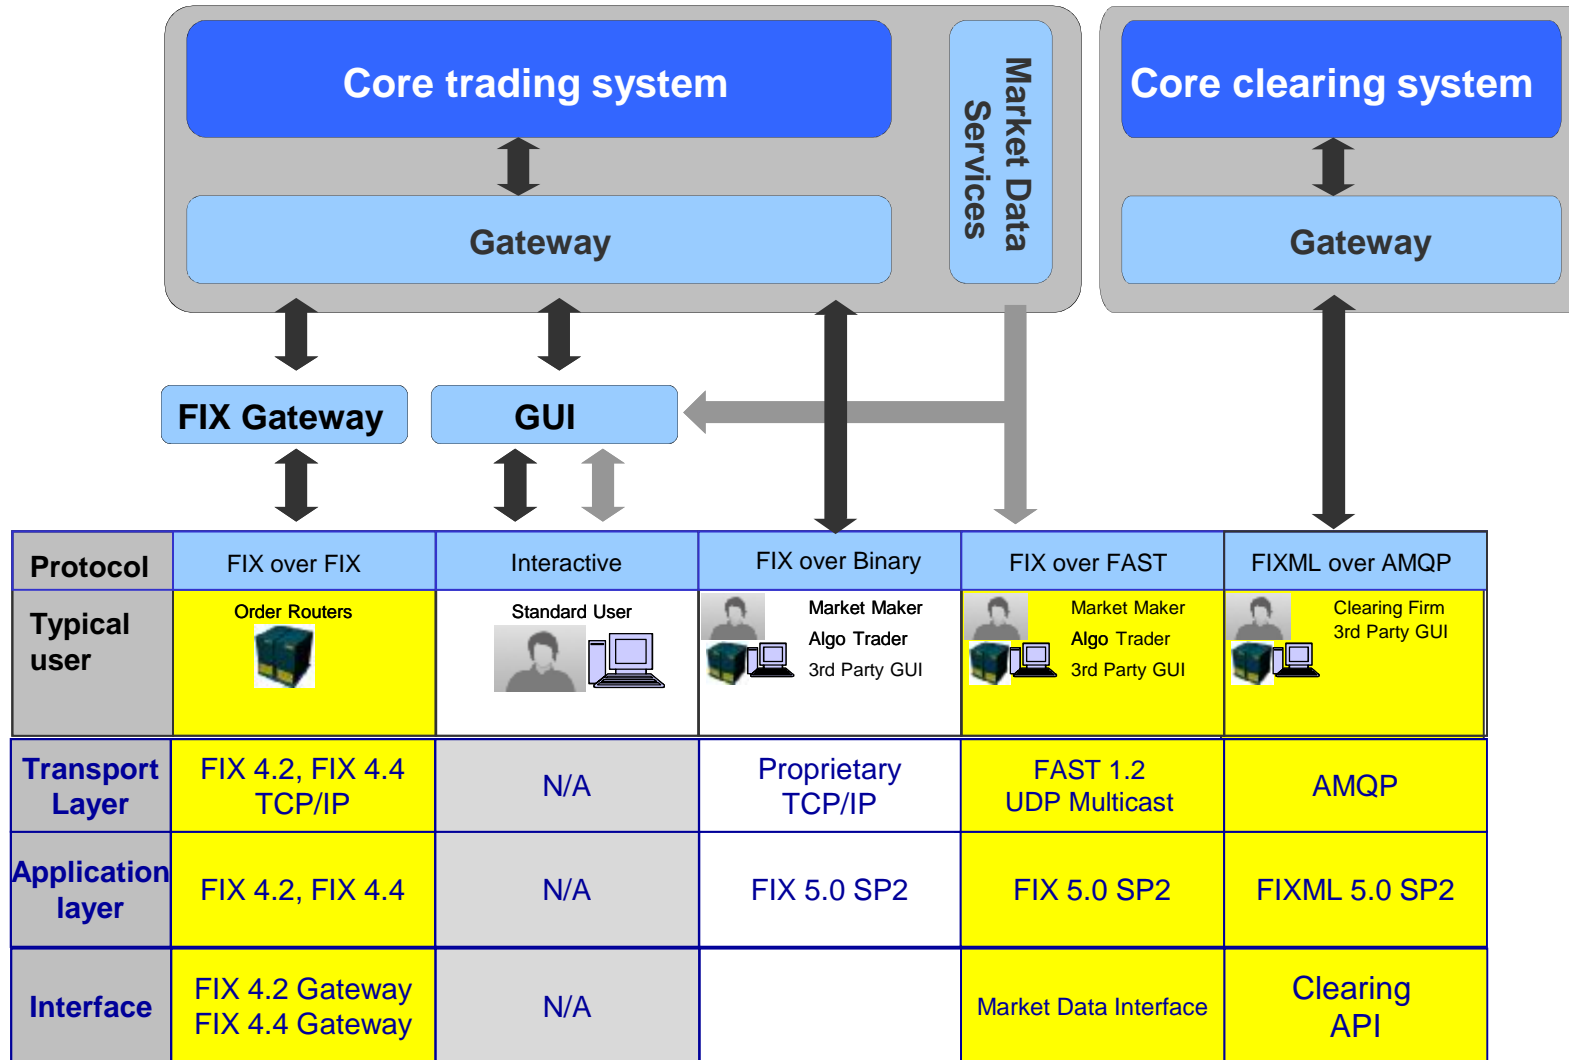 Core trading system
Market Data
Services
Core clearing system
Gateway
Gateway
FIX Gateway
GUI
Protocol
FIX over FIX
Interactive
FIX over Binary
FIX over FAST
FIXML over AMQP
Typical
user
Order Routers
Standard User
Market Maker
Algo Trader
3rd Party GUI
Market Maker
Algo Trader
3rd Party GUI
Clearing Firm
3rd Party GUI
Transport
Layer
FIX 4.2, FIX 4.4
TCP/IP
N/A
Proprietary
TCP/IP
FAST 1.2
UDP Multicast
AMQP
Application
layer
FIX 4.2, FIX 4.4
N/A
FIX 5.0 SP2
FIX 5.0 SP2
FIXML 5.0 SP2
Interface
FIX 4.2 Gateway
FIX 4.4 Gateway
N/A
Market Data Interface
Clearing
API